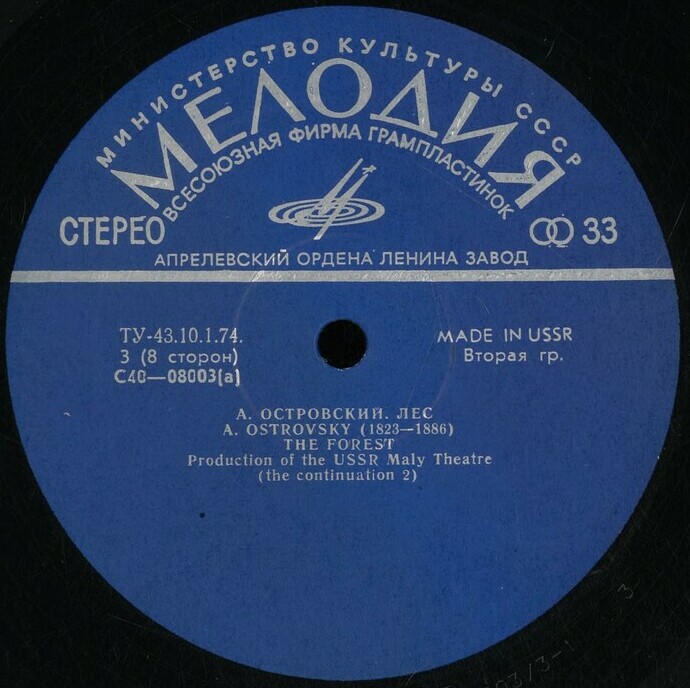 МИНИСТЕРСТВО КУЛЬТУРЫ СССР
МЕЛОДИЯ
ВСЕСОЮЗНАЯ ФИРМА ГРАМПЛАСТИНОК
СТЕРЕО 33
АПРЕЛЕВСКИЙ ОРДЕНА ЛЕНИНА ЗАВОД
ТУ-43.10.1.74. MADE IN USSR
3 (8 сторон) Вторая гр.
С40—08003(а)
А. ОСТРОВСКИЙ. ЛЕС
A. OSTROVSKY (1823—1886)
THE FOREST
Production of the USSR Maly Theatre
(the continuation 2)
3